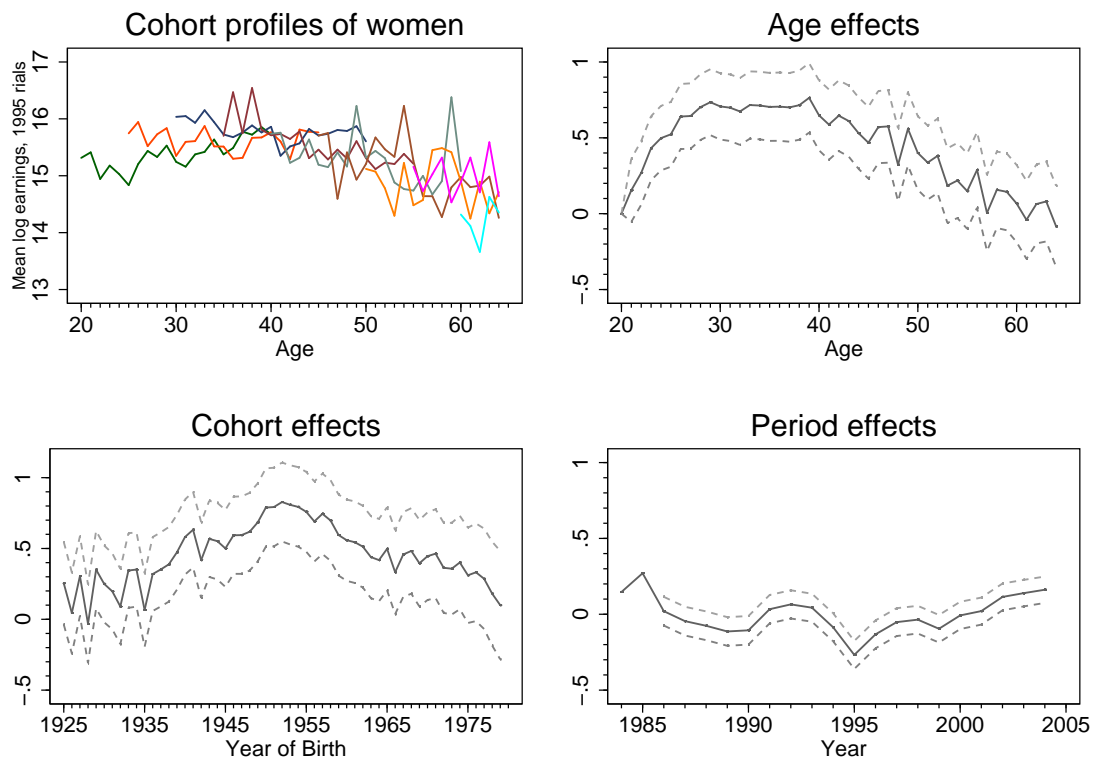 Cohort profiles of women
Mean log earnings, 1995 rials
17
16
15
14
13
20 30 40 50 60
Age
Age effects
1
.5
0
−.5
20 30 40 50 60
Age
Cohort effects
1
.5
0
−.5
1925 1935 1945 1955 1965 1975
Year of Birth
Period effects
1
.5
0
−.5
1985 1990 1995 2000 2005
Year